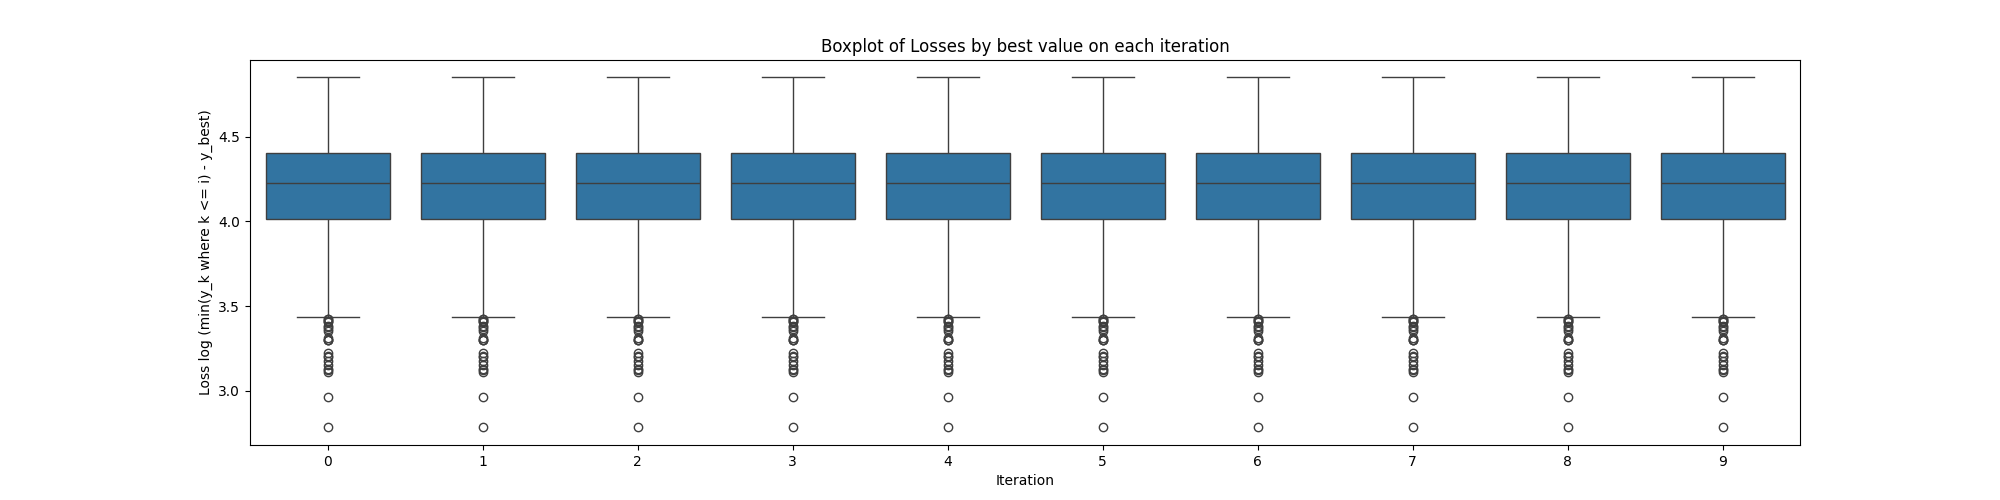 Boxplot of Losses by best value on each iteration
Loss log (min(y_k where k <= i) - y_best)
4.5
4.0
3.5
3.0
0 1 2 3 4 5 6 7 8 9
Iteration